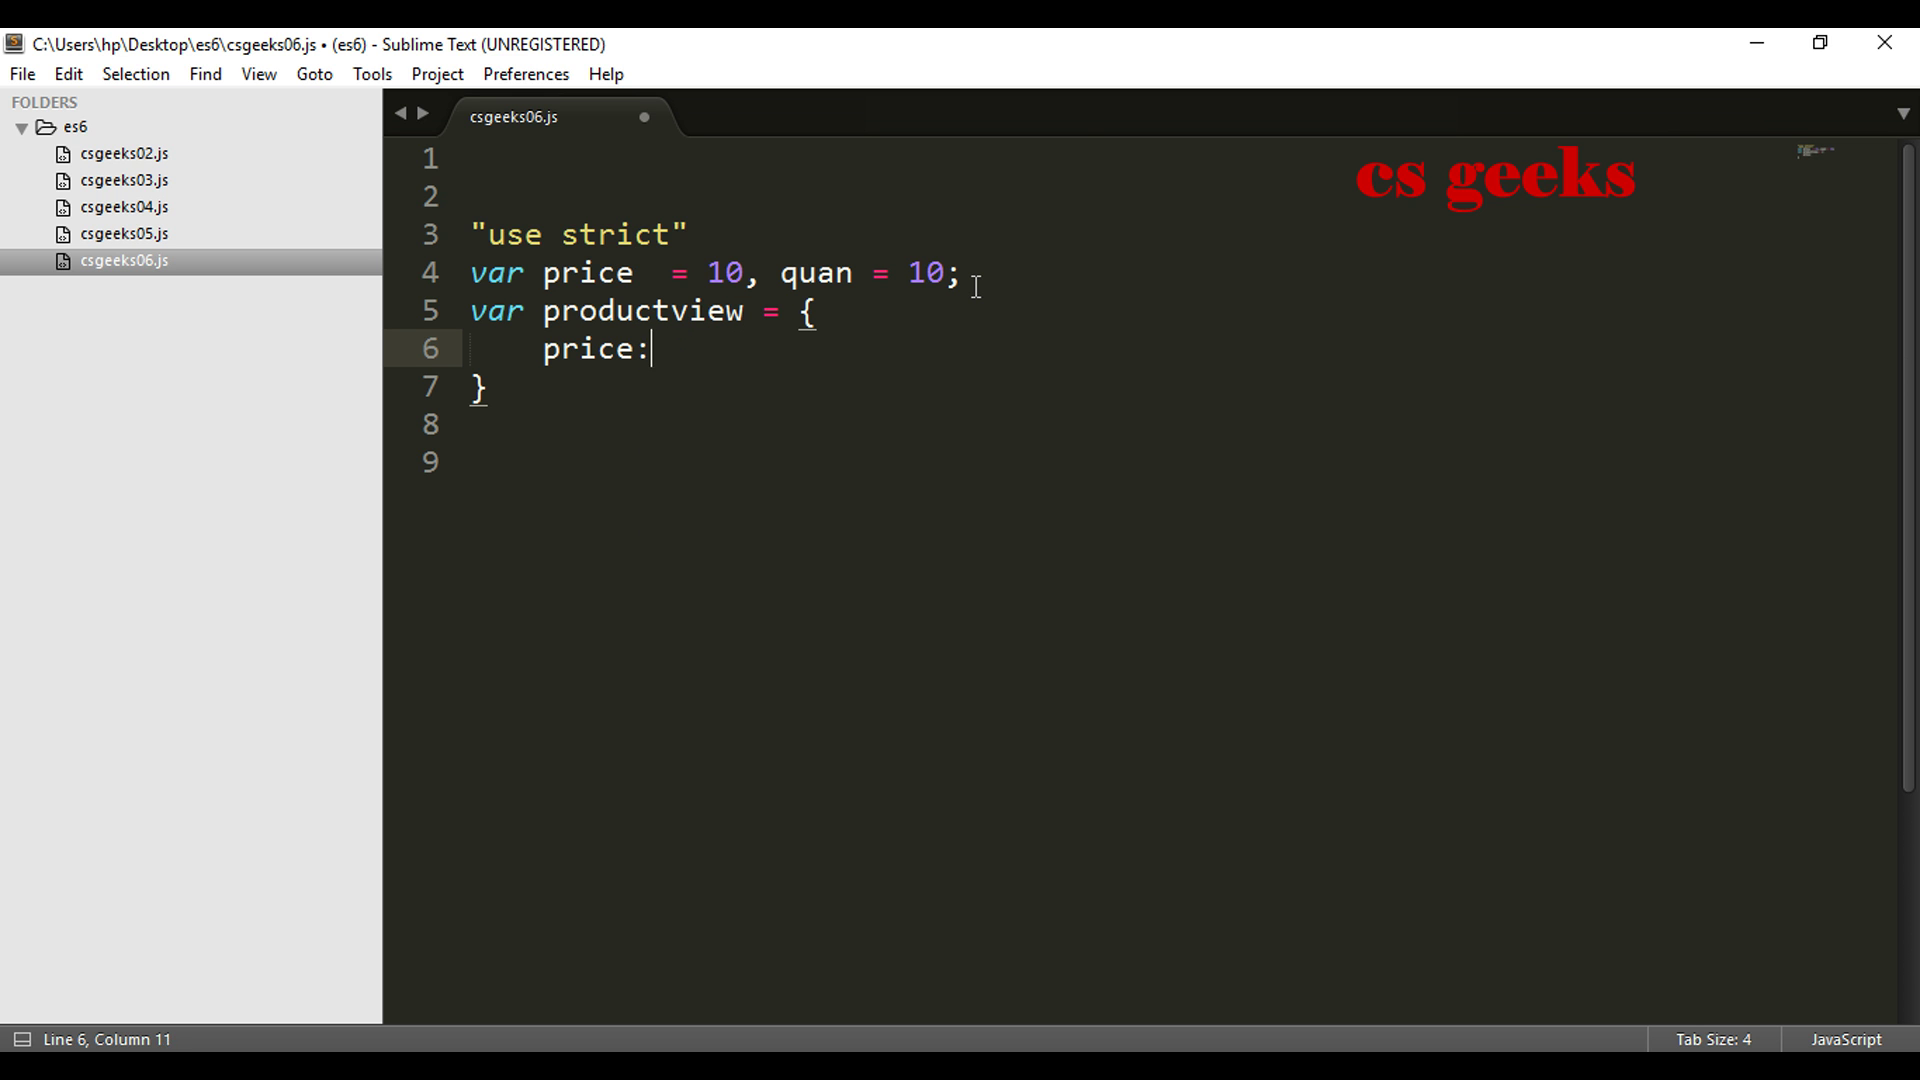 C:\Users\hp\Desktop\es6\csgeeks06.js • (es6) - Sublime Text (UNREGISTERED)
File Edit Selection Find View Goto Tools Project Preferences Help
FOLDERS
es6
csgeeks02.js
csgeeks03.js
csgeeks04.js
csgeeks05.js
csgeeks06.js
csgeeks06.js
cs geeks
1
2
3 "use strict"
4 var price  = 10, quan = 10;
5 var productview = {
6     price:
7 }
8
9
Line 6, Column 11
Tab Size: 4
JavaScript